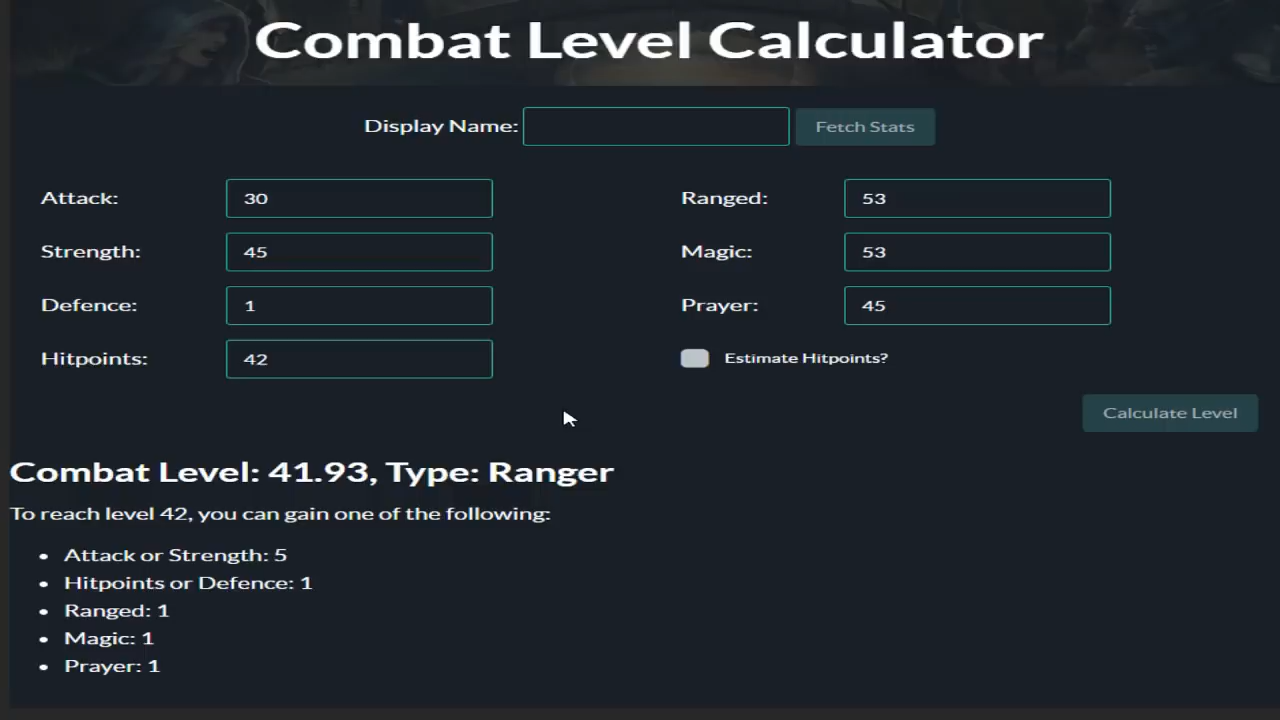 Combat Level Calculator
Display Name: Fetch Stats
Attack: 30 Ranged: 53
Strength: 45 Magic: 53
Defence: 1 Prayer: 45
Hitpoints: 42 Estimate Hitpoints?
Calculate Level
Combat Level: 41.93, Type: Ranger
To reach level 42, you can gain one of the following:
• Attack or Strength: 5
• Hitpoints or Defence: 1
• Ranged: 1
• Magic: 1
• Prayer: 1